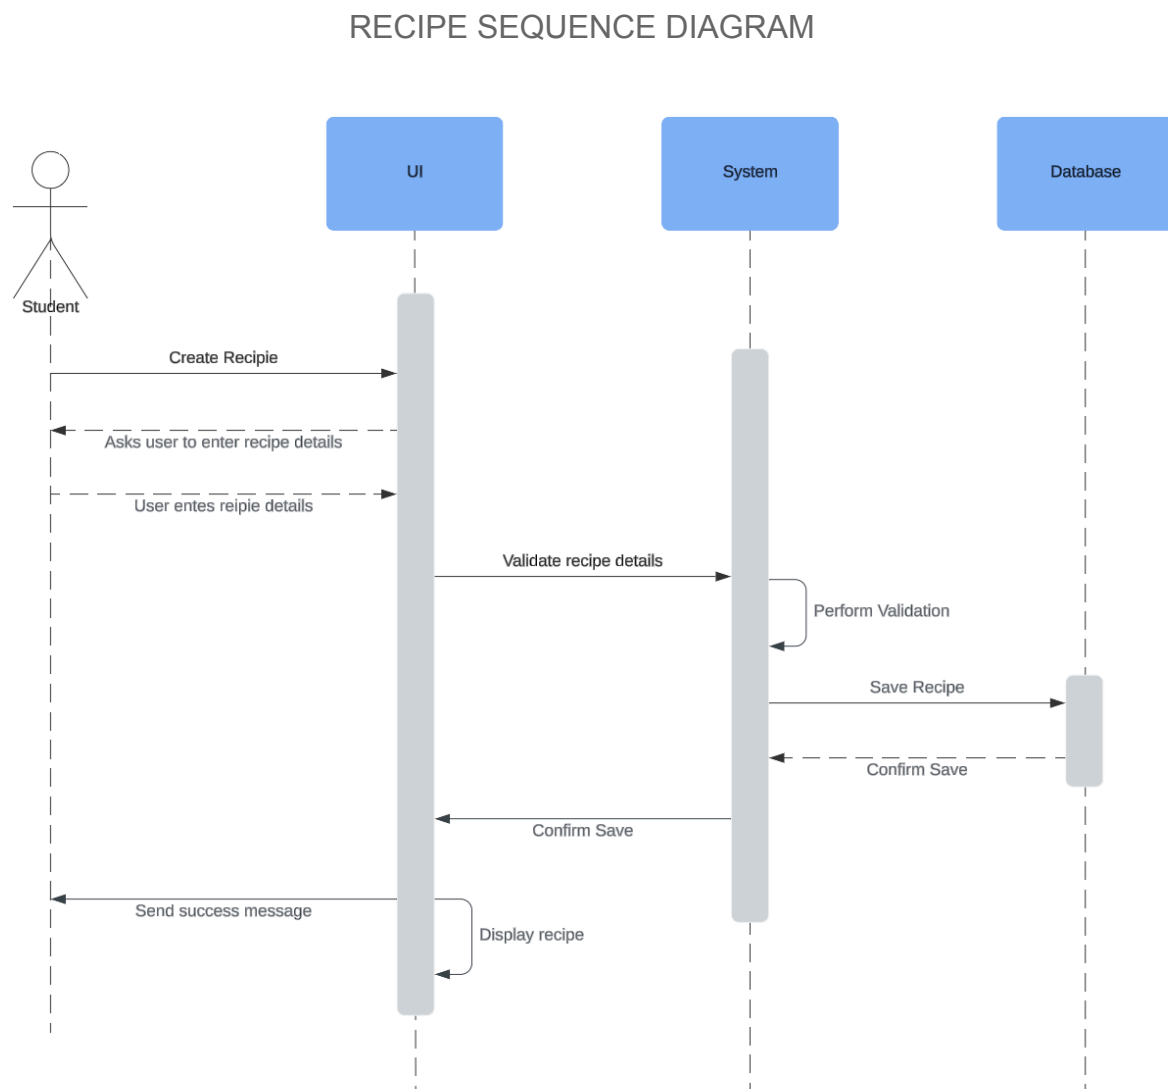 RECIPE SEQUENCE DIAGRAM
UI
System
Database
Student
Create Recipie
Asks user to enter recipe details
User entes reipie details
Validate recipe details
Perform Validation
Save Recipe
Confirm Save
Confirm Save
Send success message
Display recipe